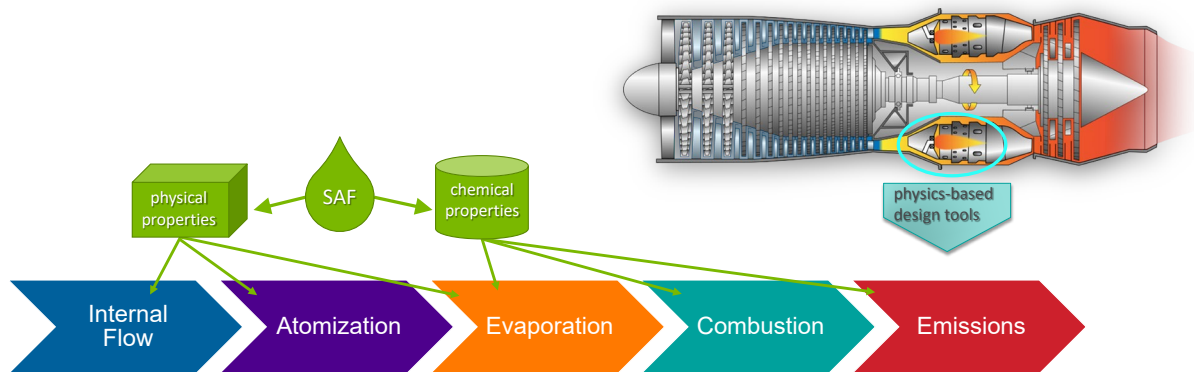 physics-based
design tools
SAF
physical
properties
chemical
properties
Internal
Flow
Atomization
Evaporation
Combustion
Emissions